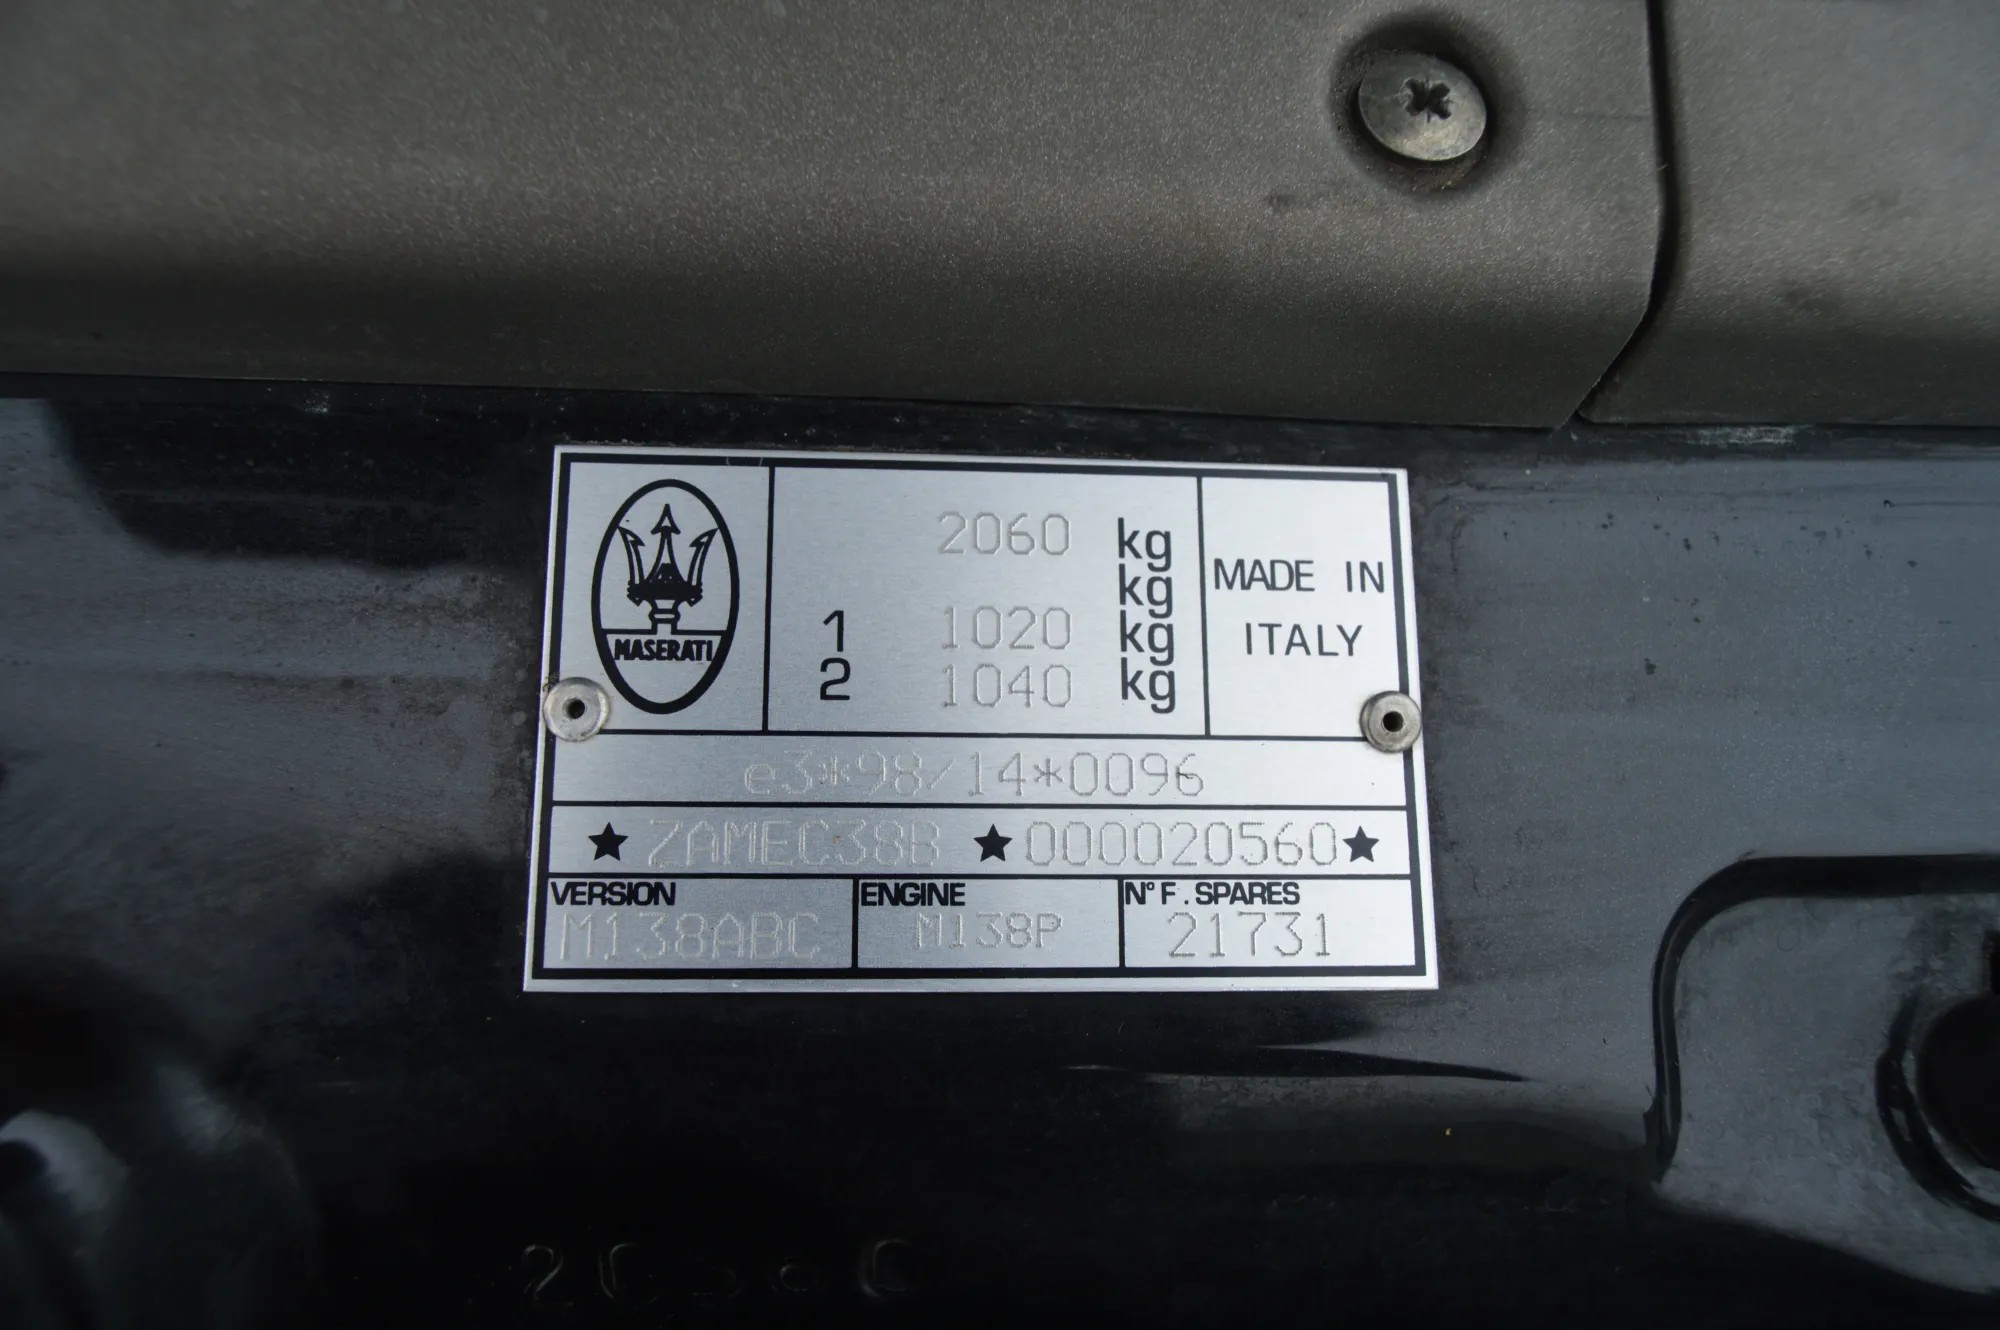 MASERATI
2060 kg
kg
1 1020 kg
2 1040 kg
MADE IN
ITALY
e3*98/14*0096
★ ZAMEC38B ★ 000020560 ★
VERSION
M138ABC
ENGINE
M138P
N° F. SPARES
21731